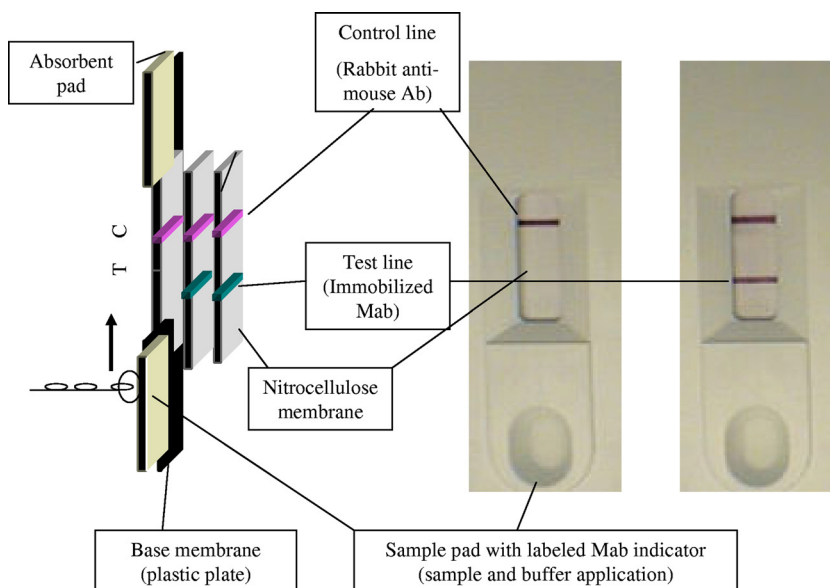 Absorbent
pad
Control line
(Rabbit anti-
mouse Ab)
C
T
Test line
(Immobilized
Mab)
Nitrocellulose
membrane
Base membrane
(plastic plate)
Sample pad with labeled Mab indicator
(sample and buffer application)